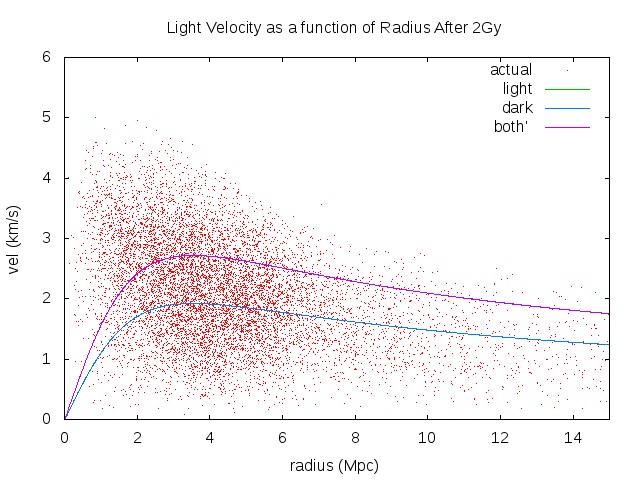 Light Velocity as a function of Radius After 2Gy
6
5
4
3
2
1
0
vel (km/s)
actual
light
dark
both'
0 2 4 6 8 10 12 14
radius (Mpc)